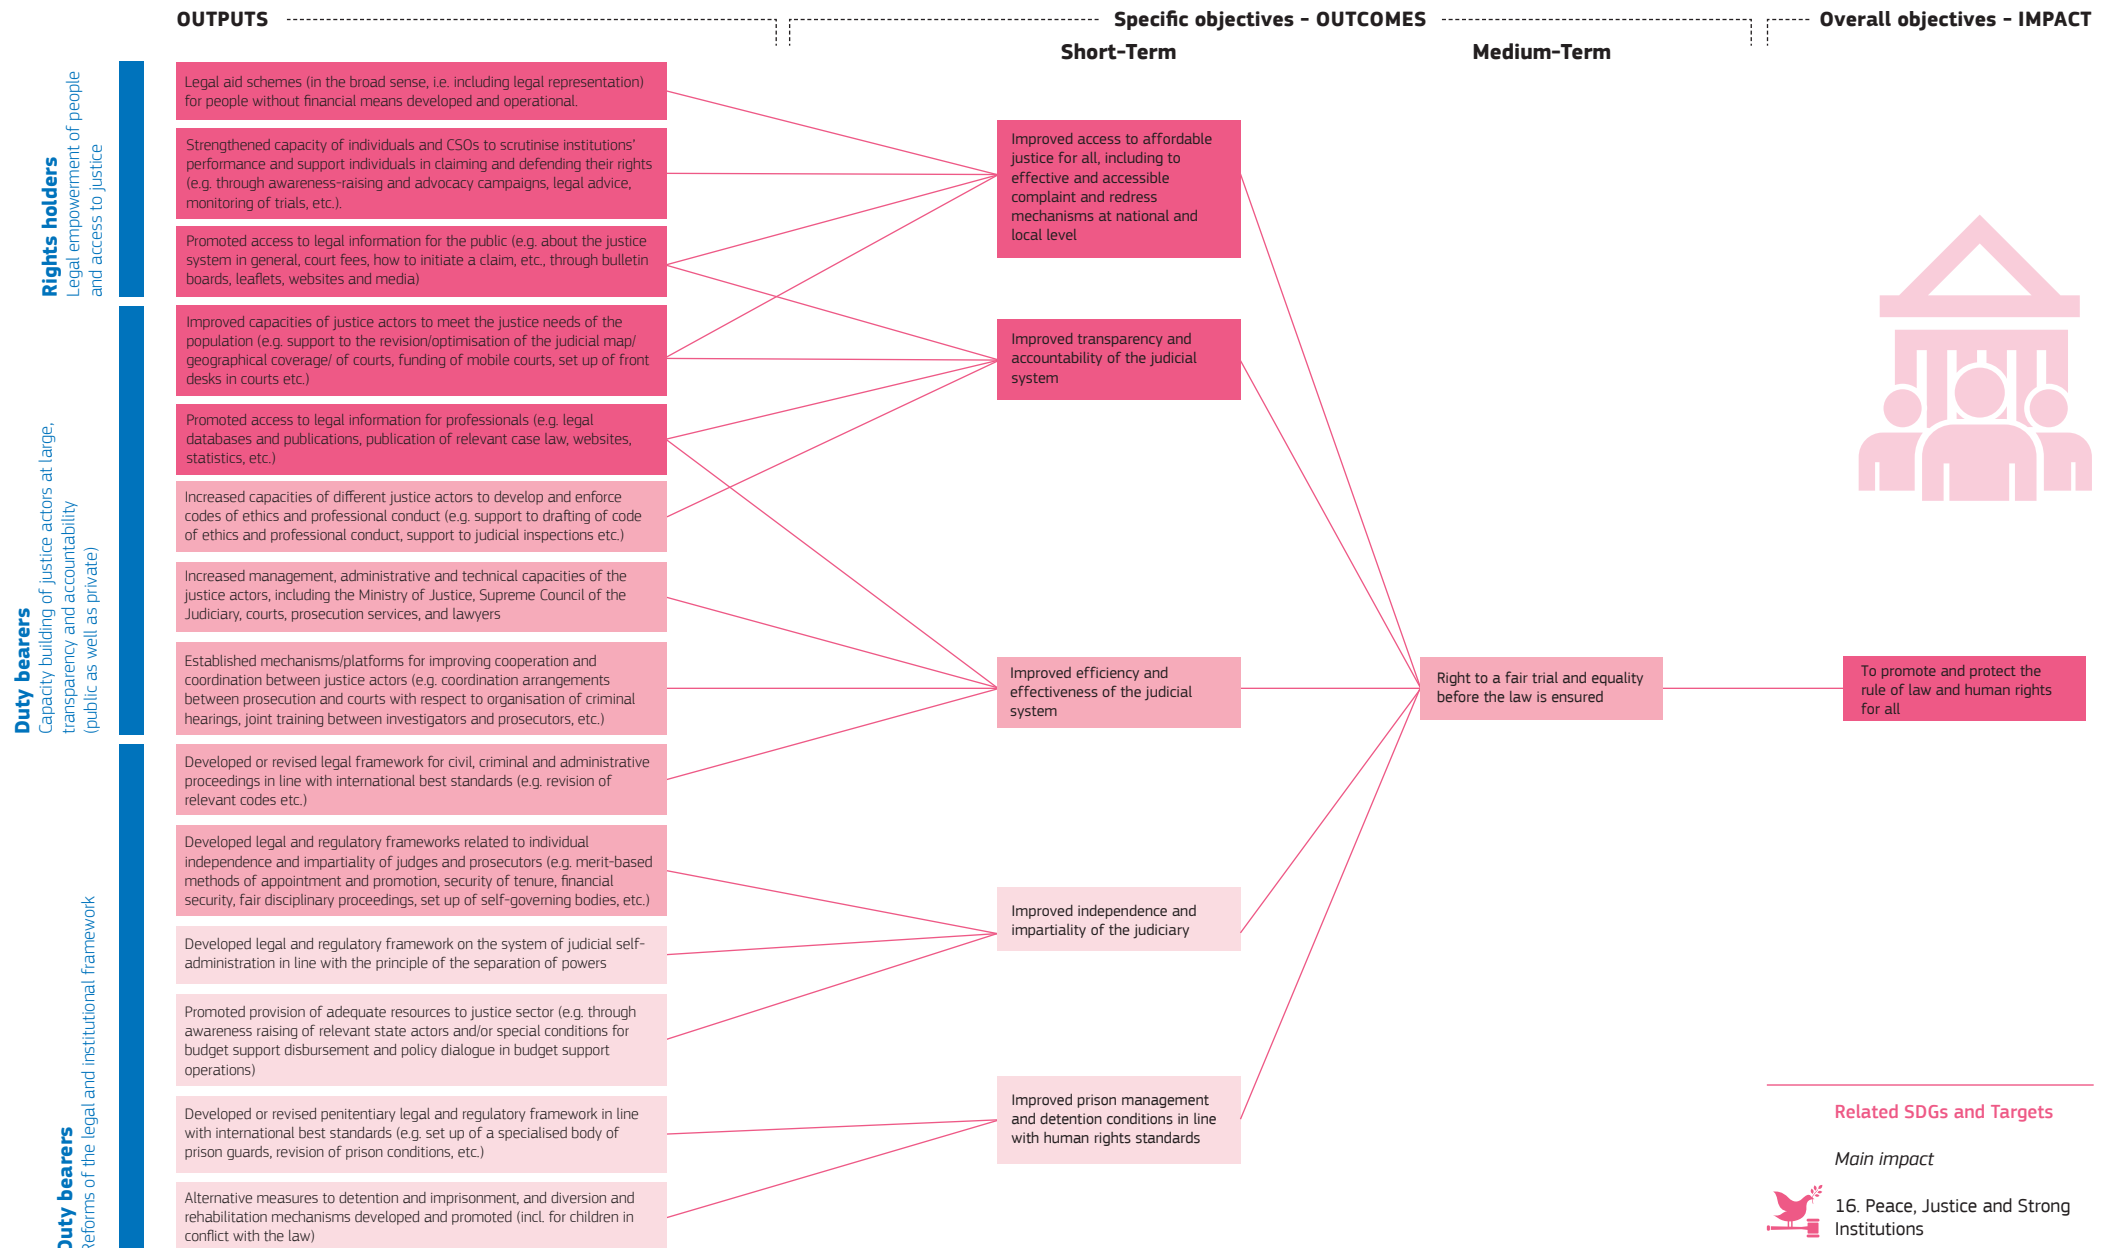 OUTPUTS
Specific objectives - OUTCOMES
Overall objectives - IMPACT
Short-Term
Medium-Term
Rights holders
Legal empowerment of people
and access to justice
Legal aid schemes (in the broad sense, i.e. including legal representation)
for people without financial means developed and operational.
Strengthened capacity of individuals and CSOs to scrutinise institutions'
performance and support individuals in claiming and defending their rights
(e.g. through awareness-raising and advocacy campaigns, legal advice,
monitoring of trials, etc.).
Promoted access to legal information for the public (e.g. about the justice
system in general, court fees, how to initiate a claim, etc., through bulletin
boards, leaflets, websites and media)
Duty bearers
Capacity building of justice actors at large,
transparency and accountability
(public as well as private)
Improved capacities of justice actors to meet the justice needs of the
population (e.g. support to the revision/optimisation of the judicial map/
geographical coverage/ of courts, funding of mobile courts, set up of front
desks in courts etc.)
Promoted access to legal information for professionals (e.g. legal
databases and publications, publication of relevant case law, websites,
statistics, etc.)
Increased capacities of different justice actors to develop and enforce
codes of ethics and professional conduct (e.g. support to drafting of code
of ethics and professional conduct, support to judicial inspections etc.)
Increased management, administrative and technical capacities of the
justice actors, including the Ministry of Justice, Supreme Council of the
Judiciary, courts, prosecution services, and lawyers
Established mechanisms/platforms for improving cooperation and
coordination between justice actors (e.g. coordination arrangements
between prosecution and courts with respect to organisation of criminal
hearings, joint training between investigators and prosecutors, etc.)
Duty bearers
Reforms of the legal and institutional framework
Developed or revised legal framework for civil, criminal and administrative
proceedings in line with international best standards (e.g. revision of
relevant codes etc.)
Developed legal and regulatory frameworks related to individual
independence and impartiality of judges and prosecutors (e.g. merit-based
methods of appointment and promotion, security of tenure, financial
security, fair disciplinary proceedings, set up of self-governing bodies, etc.)
Developed legal and regulatory framework on the system of judicial self-
administration in line with the principle of the separation of powers
Promoted provision of adequate resources to justice sector (e.g. through
awareness raising of relevant state actors and/or special conditions for
budget support disbursement and policy dialogue in budget support
operations)
Developed or revised penitentiary legal and regulatory framework in line
with international best standards (e.g. set up of a specialised body of
prison guards, revision of prison conditions, etc.)
Alternative measures to detention and imprisonment, and diversion and
rehabilitation mechanisms developed and promoted (incl. for children in
conflict with the law)
Improved access to affordable
justice for all, including to
effective and accessible
complaint and redress
mechanisms at national and
local level
Improved transparency and
accountability of the judicial
system
Improved efficiency and
effectiveness of the judicial
system
Improved independence and
impartiality of the judiciary
Improved prison management
and detention conditions in line
with human rights standards
Right to a fair trial and equality
before the law is ensured
To promote and protect the
rule of law and human rights
for all
Related SDGs and Targets
Main impact
16. Peace, Justice and Strong
Institutions